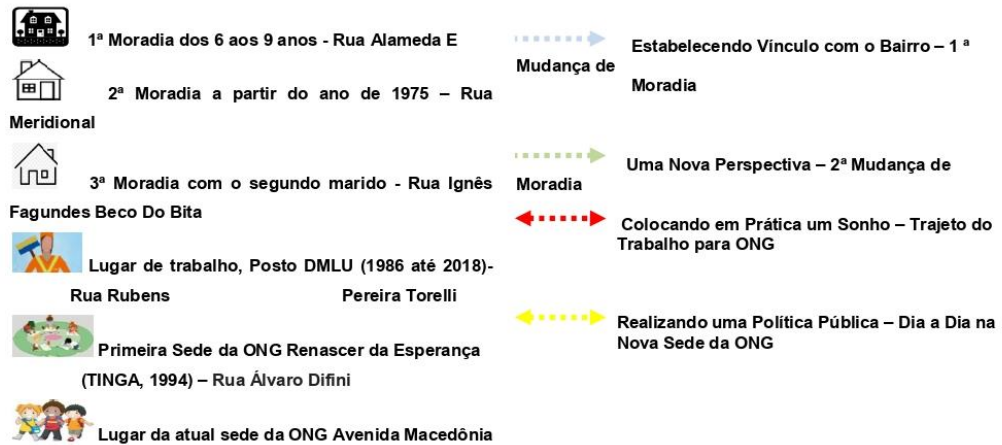 1ª Moradia dos 6 aos 9 anos - Rua Alameda E
2ª Moradia a partir do ano de 1975 – Rua
Meridional
3ª Moradia com o segundo marido - Rua Ignês
Fagundes Beco Do Bita
Lugar de trabalho, Posto DMLU (1986 até 2018)-
Rua Rubens Pereira Torelli
Primeira Sede da ONG Renascer da Esperança
(TINGA, 1994) – Rua Álvaro Difini
Lugar da atual sede da ONG Avenida Macedônia
Estabelecendo Vínculo com o Bairro – 1 ª
Mudança de
Moradia
Uma Nova Perspectiva – 2ª Mudança de
Moradia
Colocando em Prática um Sonho – Trajeto do
Trabalho para ONG
Realizando uma Política Pública – Dia a Dia na
Nova Sede da ONG